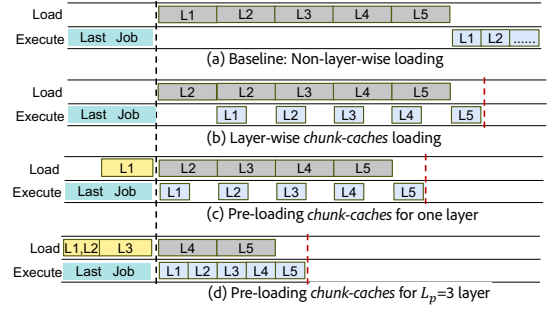 Load L1 L2 L3 L4 L5
Execute Last Job L1 L2 ......
(a) Baseline: Non-layer-wise loading
Load L2 L2 L3 L4 L5
Execute Last Job L1 L2 L3 L4 L5
(b) Layer-wise chunk-caches loading
Load L1 L2 L3 L4 L5
Execute Last Job L1 L2 L3 L4 L5
(c) Pre-loading chunk-caches for one layer
Load L1,L2 L3 L4 L5
Execute Last Job L1 L2 L3 L4 L5
(d) Pre-loading chunk-caches for Lₚ=3 layer